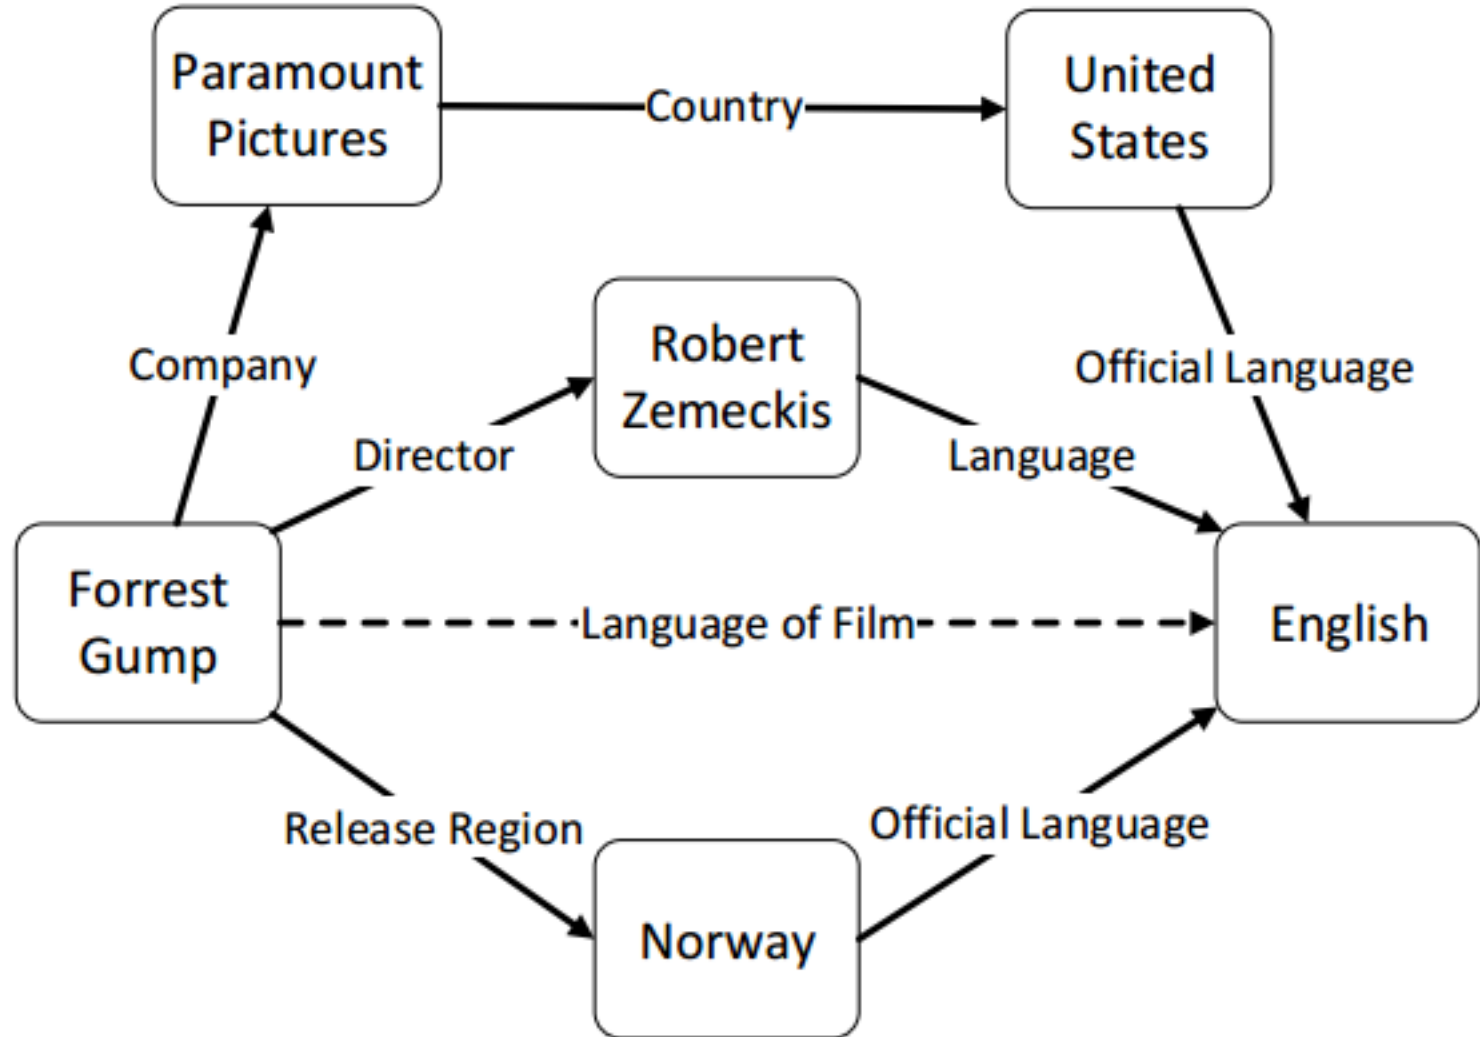 Paramount
Pictures
Country
United
States
Company
Robert
Zemeckis
Official Language
Director
Language
Forrest
Gump
Language of Film
English
Release Region
Official Language
Norway